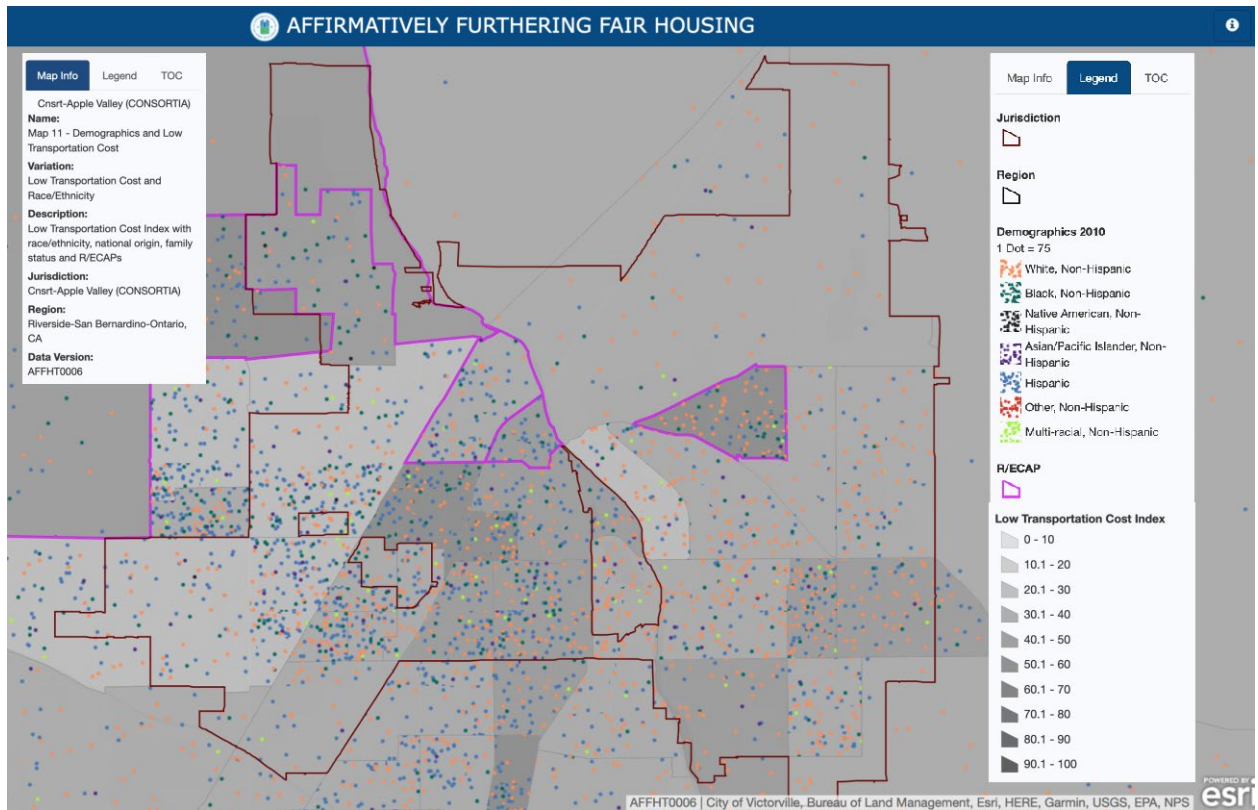 AFFIRMATIVELY FURTHERING FAIR HOUSING
Map Info
Legend
TOC
Cnsrt-Apple Valley (CONSORTIA)
Name:
Map 11 - Demographics and Low
Transportation Cost
Variation:
Low Transportation Cost and
Race/Ethnicity
Description:
Low Transportation Cost Index with
race/ethnicity, national origin, family
status and R/ECAPs
Jurisdiction:
Cnsrt-Apple Valley (CONSORTIA)
Region:
Riverside-San Bernardino-Ontario,
CA
Data Version:
AFFHT0006
Map Info
Legend
TOC
Jurisdiction
Region
Demographics 2010
1 Dot = 75
White, Non-Hispanic
Black, Non-Hispanic
Native American, Non-
Hispanic
Asian/Pacific Islander, Non-
Hispanic
Hispanic
Other, Non-Hispanic
Multi-racial, Non-Hispanic
R/ECAP
Low Transportation Cost Index
0 - 10
10.1 - 20
20.1 - 30
30.1 - 40
40.1 - 50
50.1 - 60
60.1 - 70
70.1 - 80
80.1 - 90
90.1 - 100
AFFHT0006 | City of Victorville, Bureau of Land Management, Esri, HERE, Garmin, USGS, EPA, NPS
POWERED BY
esri